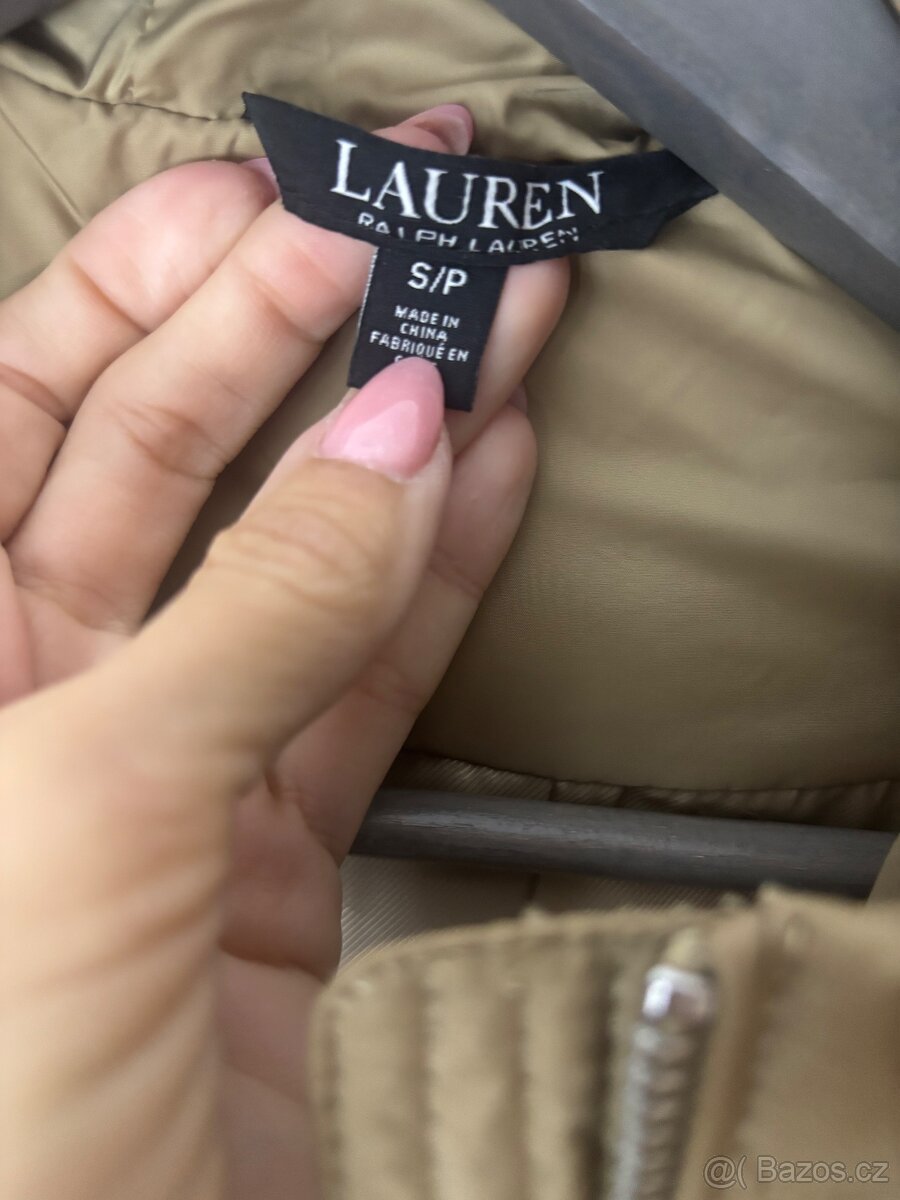 LAUREN
RALPH LAUREN
S/P
MADE IN
CHINA
FABRIQUÉ EN
@( Bazos.cz